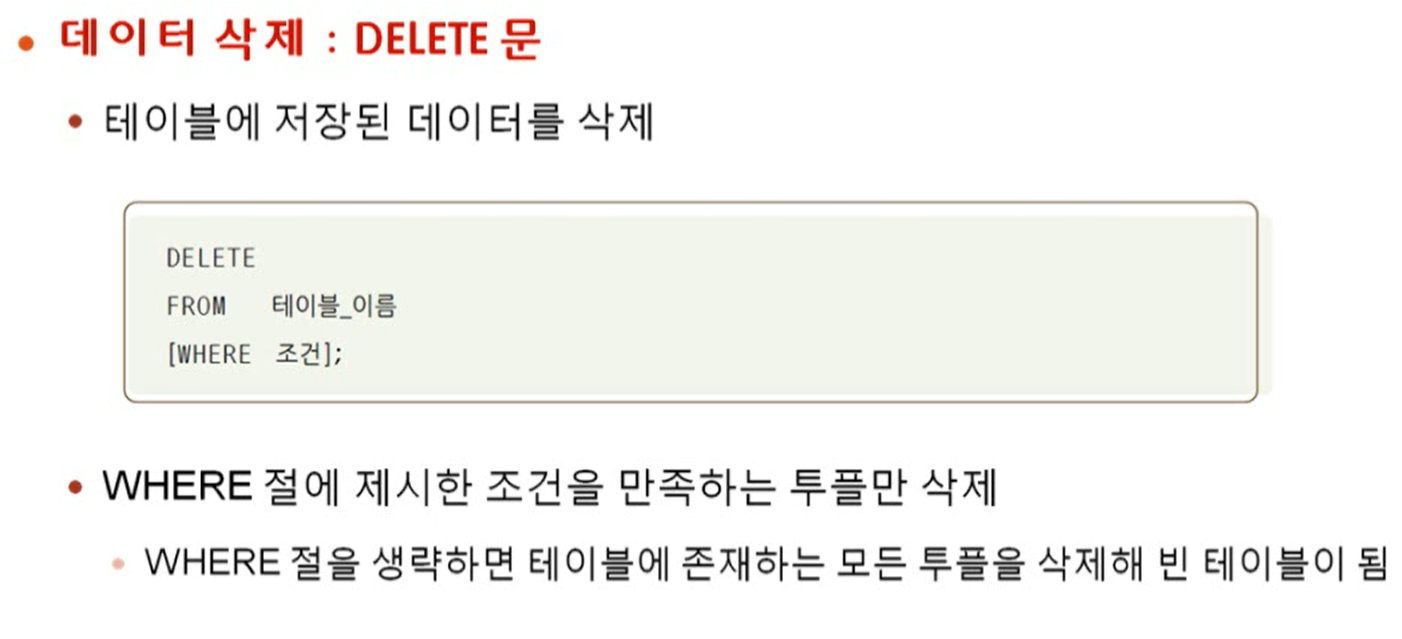 • 데이터 삭제 : DELETE 문
• 테이블에 저장된 데이터를 삭제
DELETE
FROM 테이블_이름
[WHERE 조건];
• WHERE 절에 제시한 조건을 만족하는 투플만 삭제
• WHERE 절을 생략하면 테이블에 존재하는 모든 투플을 삭제해 빈 테이블이 됨